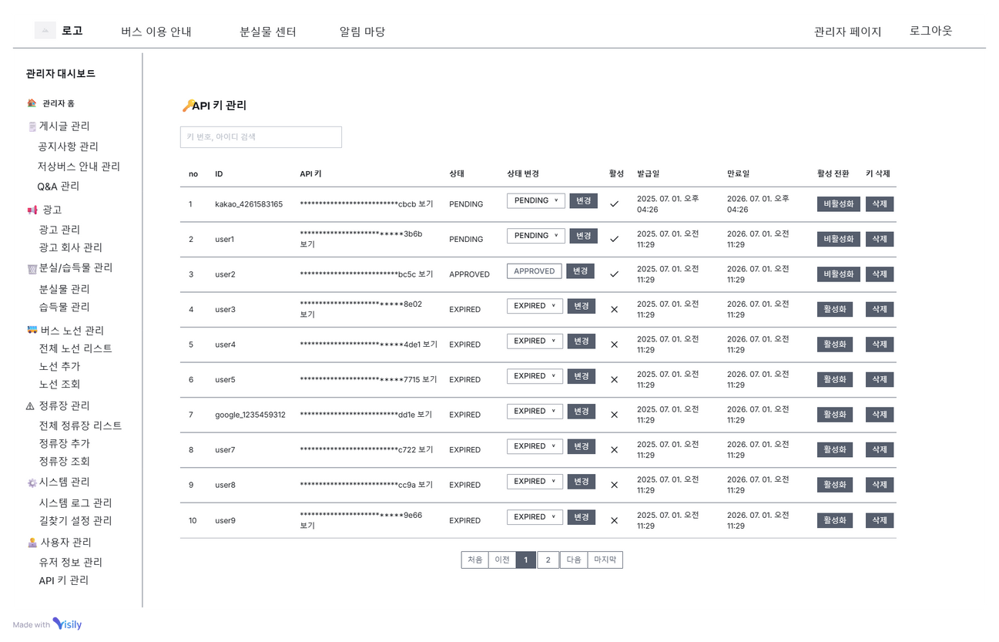 로고 버스 이용 안내 분실물 센터 알림 마당 관리자 페이지 로그아웃
관리자 대시보드
관리자 홈
게시글 관리
공지사항 관리
저상버스 안내 관리
Q&A 관리
광고
광고 관리
광고 회사 관리
분실/습득물 관리
분실물 관리
습득물 관리
버스 노선 관리
전체 노선 리스트
노선 추가
노선 조회
정류장 관리
전체 정류장 리스트
정류장 추가
정류장 조회
시스템 관리
시스템 로그 관리
길찾기 설정 관리
사용자 관리
유저 정보 관리
API 키 관리
API 키 관리
키 번호, 아이디 검색
no ID API 키 상태 상태 변경 활성 발급일 만료일 활성 전환 키 삭제
1 kakao_4261583165 **************************cbcb 보기 PENDING PENDING 변경 ✓ 2025. 07. 01. 오후 04:26 2026. 07. 01. 오후 04:26 비활성화 삭제
2 user1 **************************3b6b 보기 PENDING PENDING 변경 ✓ 2025. 07. 01. 오전 11:29 2026. 07. 01. 오전 11:29 비활성화 삭제
3 user2 **************************bc5c 보기 APPROVED APPROVED 변경 ✓ 2025. 07. 01. 오전 11:29 2026. 07. 01. 오전 11:29 비활성화 삭제
4 user3 **************************8e02 보기 EXPIRED EXPIRED 변경 ✕ 2025. 07. 01. 오전 11:29 2026. 07. 01. 오전 11:29 활성화 삭제
5 user4 **************************4de1 보기 EXPIRED EXPIRED 변경 ✕ 2025. 07. 01. 오전 11:29 2026. 07. 01. 오전 11:29 활성화 삭제
6 user5 **************************7715 보기 EXPIRED EXPIRED 변경 ✕ 2025. 07. 01. 오전 11:29 2026. 07. 01. 오전 11:29 활성화 삭제
7 google_1235459312 **************************dd1e 보기 EXPIRED EXPIRED 변경 ✕ 2025. 07. 01. 오전 11:29 2026. 07. 01. 오전 11:29 활성화 삭제
8 user7 **************************c722 보기 EXPIRED EXPIRED 변경 ✕ 2025. 07. 01. 오전 11:29 2026. 07. 01. 오전 11:29 활성화 삭제
9 user8 **************************cc9a 보기 EXPIRED EXPIRED 변경 ✕ 2025. 07. 01. 오전 11:29 2026. 07. 01. 오전 11:29 활성화 삭제
10 user9 **************************9e66 보기 EXPIRED EXPIRED 변경 ✕ 2025. 07. 01. 오전 11:29 2026. 07. 01. 오전 11:29 활성화 삭제
처음 이전 1 2 다음 마지막
Made with Visily